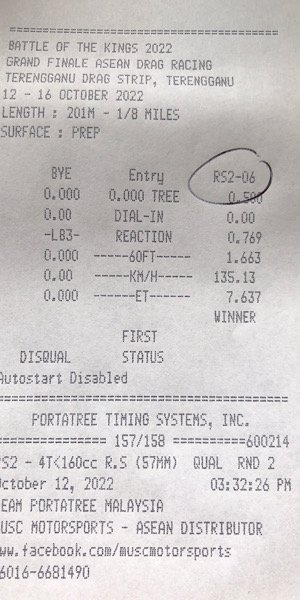 BATTLE OF THE KINGS 2022
GRAND FINALE ASEAN DRAG RACING
TERENGGANU DRAG STRIP, TERENGGANU
12 - 16 OCTOBER 2022
LENGTH : 201M - 1/8 MILES
SURFACE : PREP
BYE Entry RS2-06
0.000 0.000 TREE 0.500
0.00 DIAL-IN 0.00
-LB3- REACTION 0.769
0.000 -----60FT----- 1.663
0.00 -----KM/H----- 135.13
0.000 ------ET------ 7.637
WINNER
FIRST
DISQUAL STATUS
Autostart Disabled
PORTATREE TIMING SYSTEMS, INC.
=============== 157/158 ==========600214
RS2 - 4T<160cc R.S (57MM) QUAL RND 2
October 12, 2022 03:32:26 PM
TEAM PORTATREE MALAYSIA
MUSC MOTORSPORTS - ASEAN DISTRIBUTOR
www.facebook.com/muscmotorsports
6016-6681490